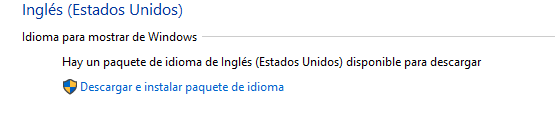 Inglés (Estados Unidos)
Idioma para mostrar de Windows
Hay un paquete de idioma de Inglés (Estados Unidos) disponible para descargar
Descargar e instalar paquete de idioma